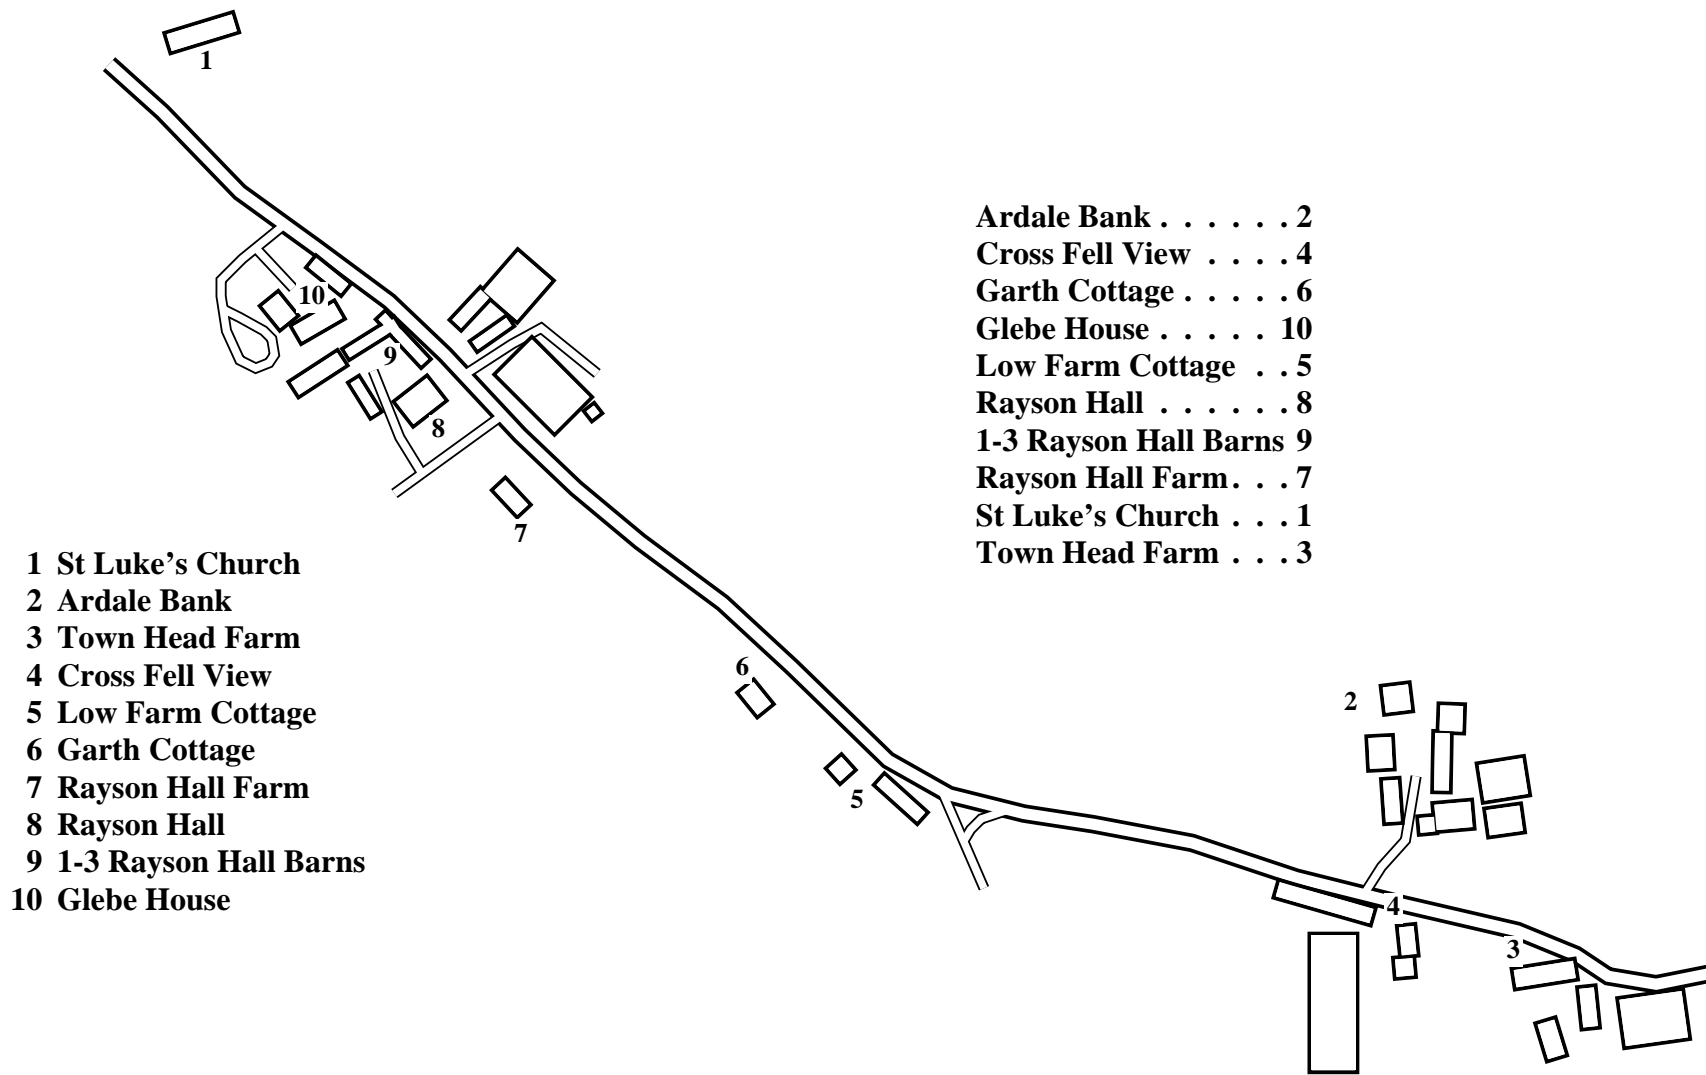 1
10
9
8
7
Ardale Bank . . . . . . 2
Cross Fell View . . . . 4
Garth Cottage . . . . . 6
Glebe House . . . . . 10
Low Farm Cottage . . 5
Rayson Hall . . . . . . 8
1-3 Rayson Hall Barns 9
Rayson Hall Farm . . . 7
St Luke’s Church . . . 1
Town Head Farm . . . 3
1 St Luke’s Church
2 Ardale Bank
3 Town Head Farm
4 Cross Fell View
5 Low Farm Cottage
6 Garth Cottage
7 Rayson Hall Farm
8 Rayson Hall
9 1-3 Rayson Hall Barns
10 Glebe House
6
2
5
4
3